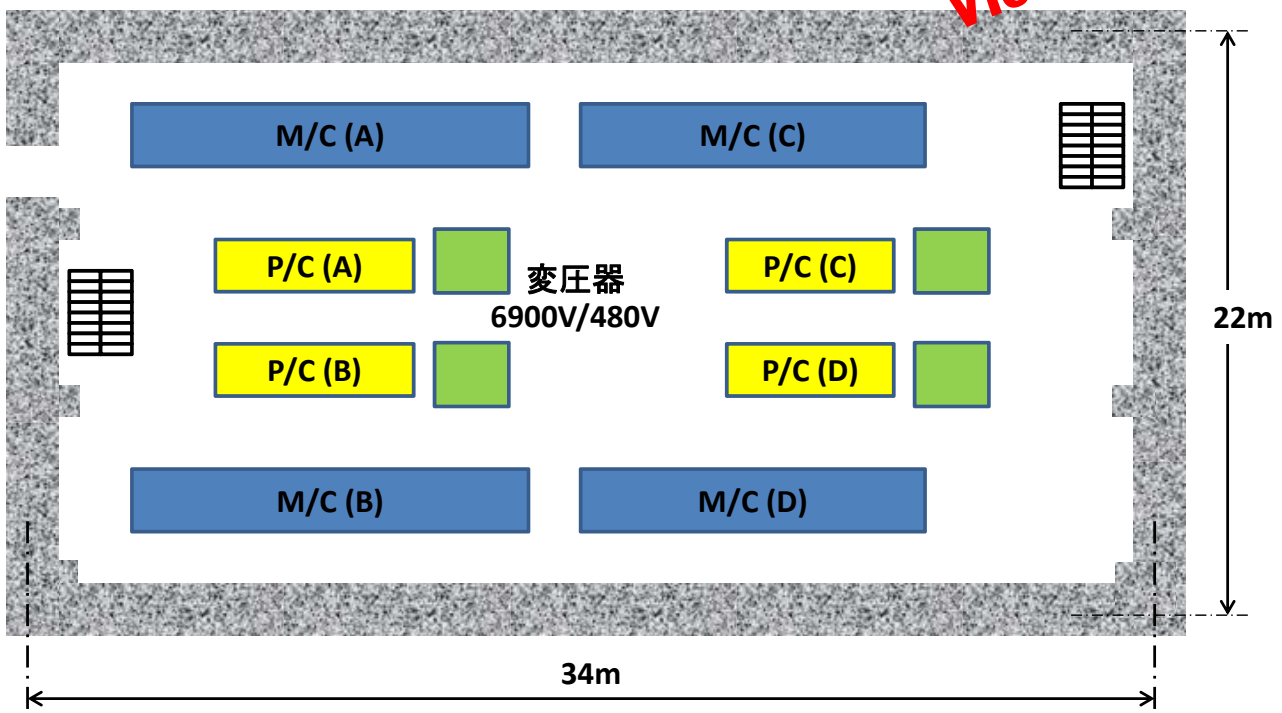 M/C (A)
M/C (C)
P/C (A)
P/C (C)
変圧器
6900V/480V
22m
P/C (B)
P/C (D)
M/C (B)
M/C (D)
34m